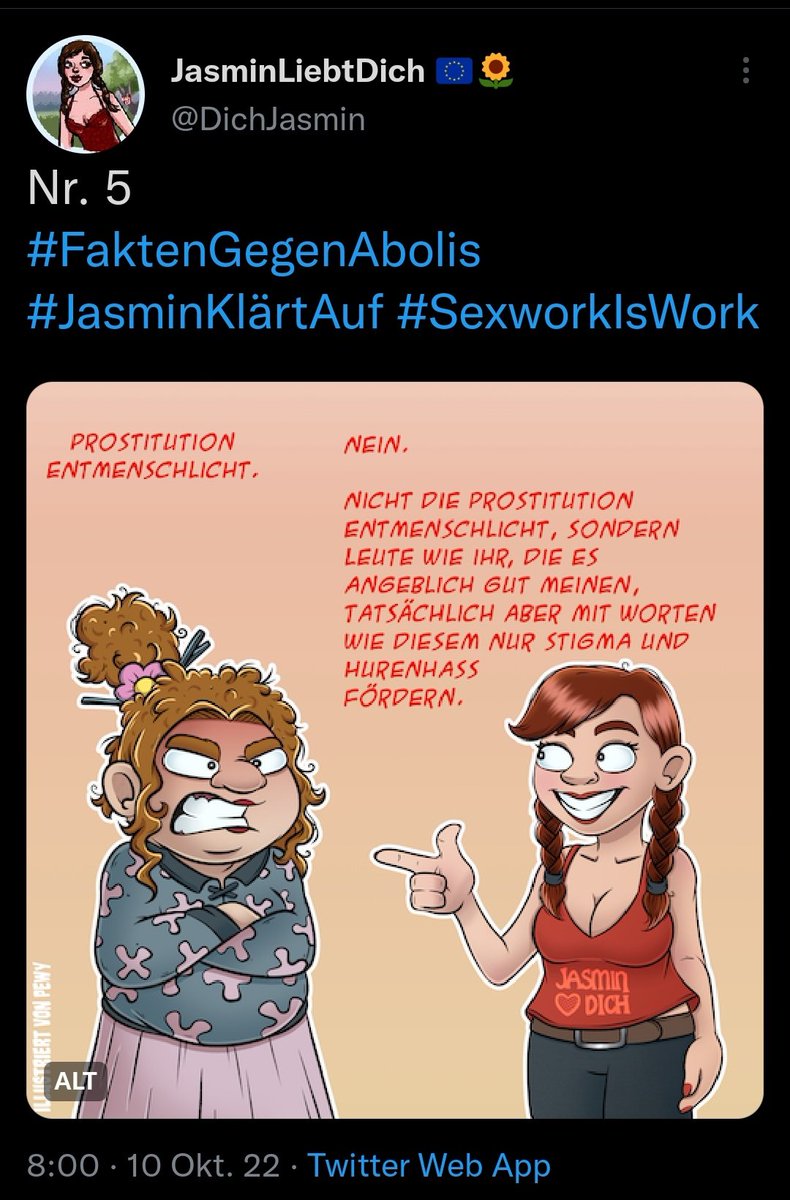 JasminLiebtDich 🇪🇺🌻
@DichJasmin
Nr. 5
#FaktenGegenAbolis
#JasminKlärtAuf #SexworkIsWork
PROSTITUTION
ENTMENSCHLICHT.
NEIN.
NICHT DIE PROSTITUTION
ENTMENSCHLICHT, SONDERN
LEUTE WIE IHR, DIE ES
ANGEBLICH GUT MEINEN,
TATSÄCHLICH ABER MIT WORTEN
WIE DIESEM NUR STIGMA UND
HURENHASS
FÖRDERN.
JASMIN
♡ DICH
ILLUSTRIERT VON PEWY
ALT
8:00 · 10 Okt. 22 · Twitter Web App